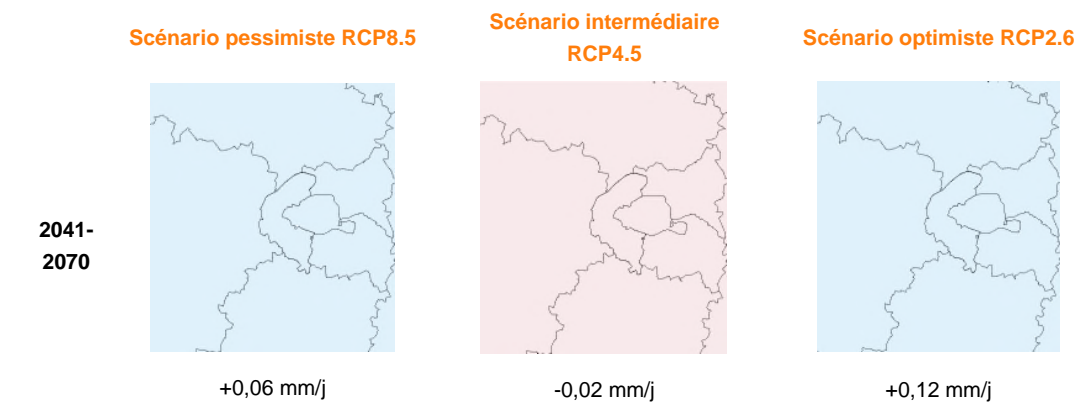 Scénario pessimiste RCP8.5
Scénario intermédiaire
RCP4.5
Scénario optimiste RCP2.6
2041-
2070
+0,06 mm/j
-0,02 mm/j
+0,12 mm/j